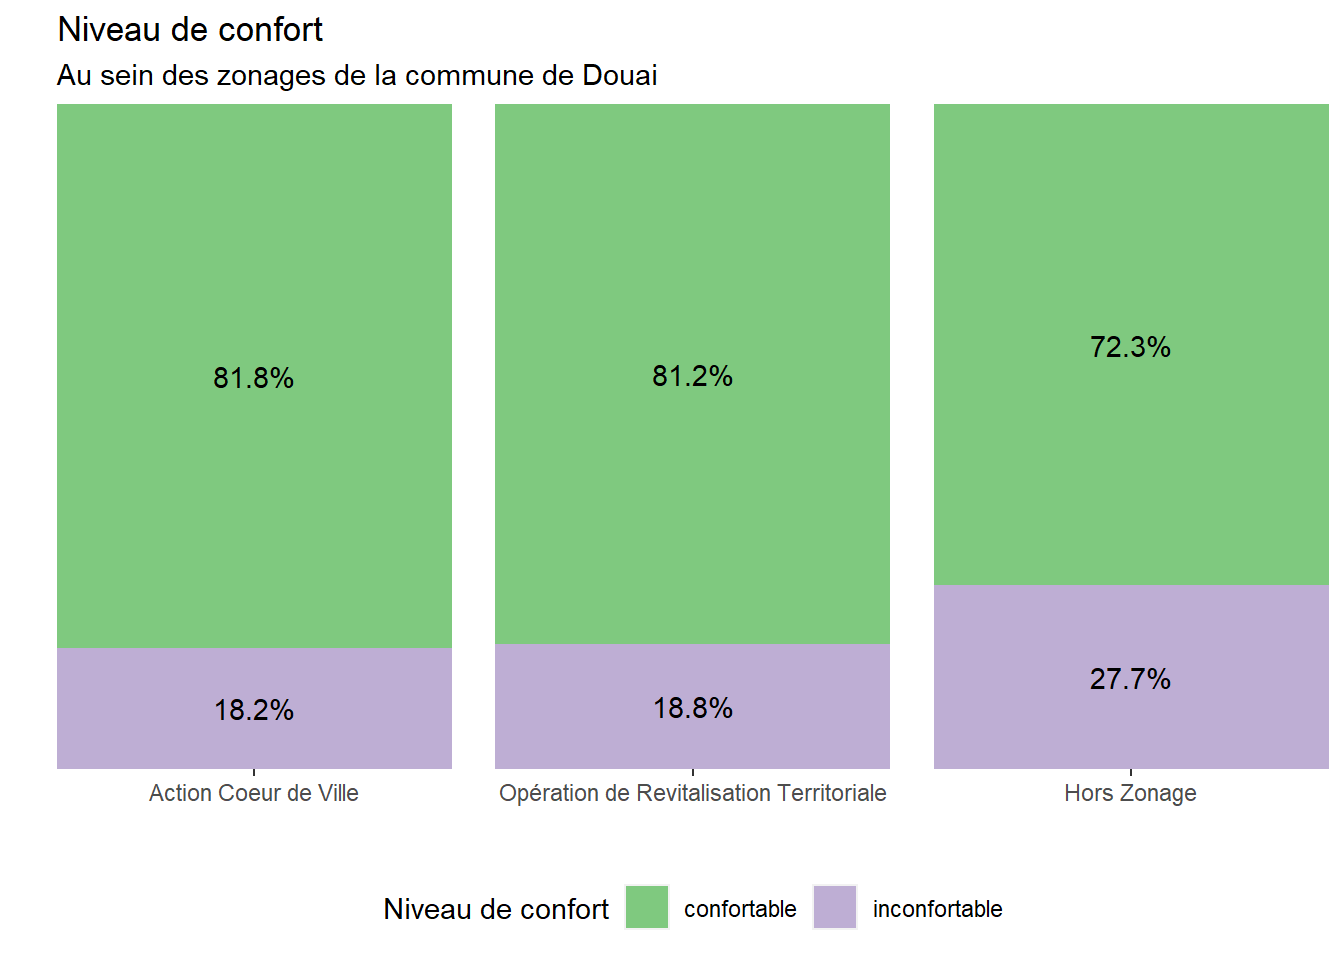 Niveau de confort
Au sein des zonages de la commune de Douai
81.8%
81.2%
72.3%
18.2%
18.8%
27.7%
Action Coeur de Ville
Opération de Revitalisation Territoriale
Hors Zonage
Niveau de confort
confortable
inconfortable